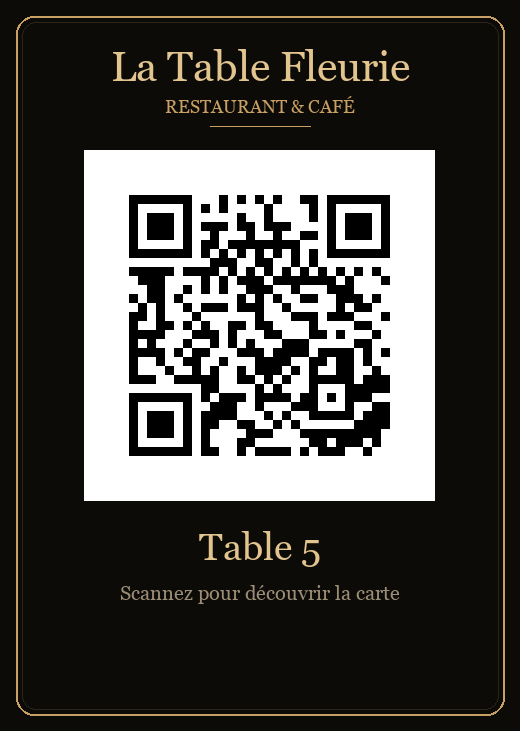 La Table Fleurie
RESTAURANT & CAFÉ
Table 5
Scannez pour découvrir la carte